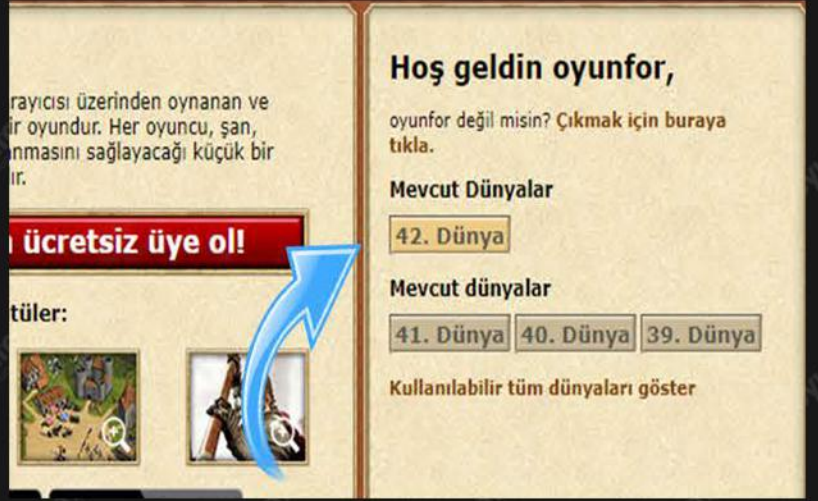 rayıcısı üzerinden oynanan ve
ir oyundur. Her oyuncu, şan,
nmasını sağlayacağı küçük bir
ır.
ücretsiz üye ol!
tüler:
Hoş geldin oyunfor,
oyunfor değil misin? Çıkmak için buraya
tıkla.
Mevcut Dünyalar
42. Dünya
Mevcut dünyalar
41. Dünya 40. Dünya 39. Dünya
Kullanılabilir tüm dünyaları göster